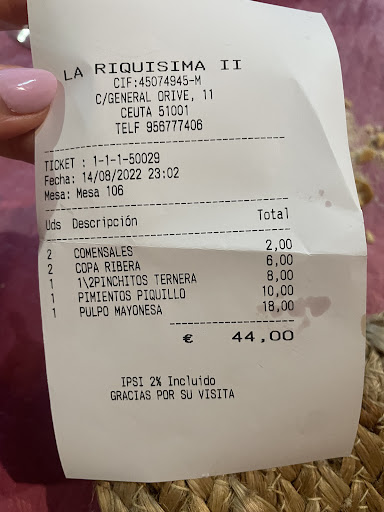 LA RIQUISIMA II
CIF:45074945-M
C/GENERAL ORIVE, 11
CEUTA 51001
TELF 956777406
TICKET : 1-1-1-50029
Fecha: 14/08/2022 23:02
Mesa: Mesa 106
Uds Descripción Total
2 COMENSALES 2,00
2 COPA RIBERA 6,00
1 1\2PINCHITOS TERNERA 8,00
1 PIMIENTOS PIQUILLO 10,00
1 PULPO MAYONESA 18,00
€ 44,00
IPSI 2% Incluido
GRACIAS POR SU VISITA